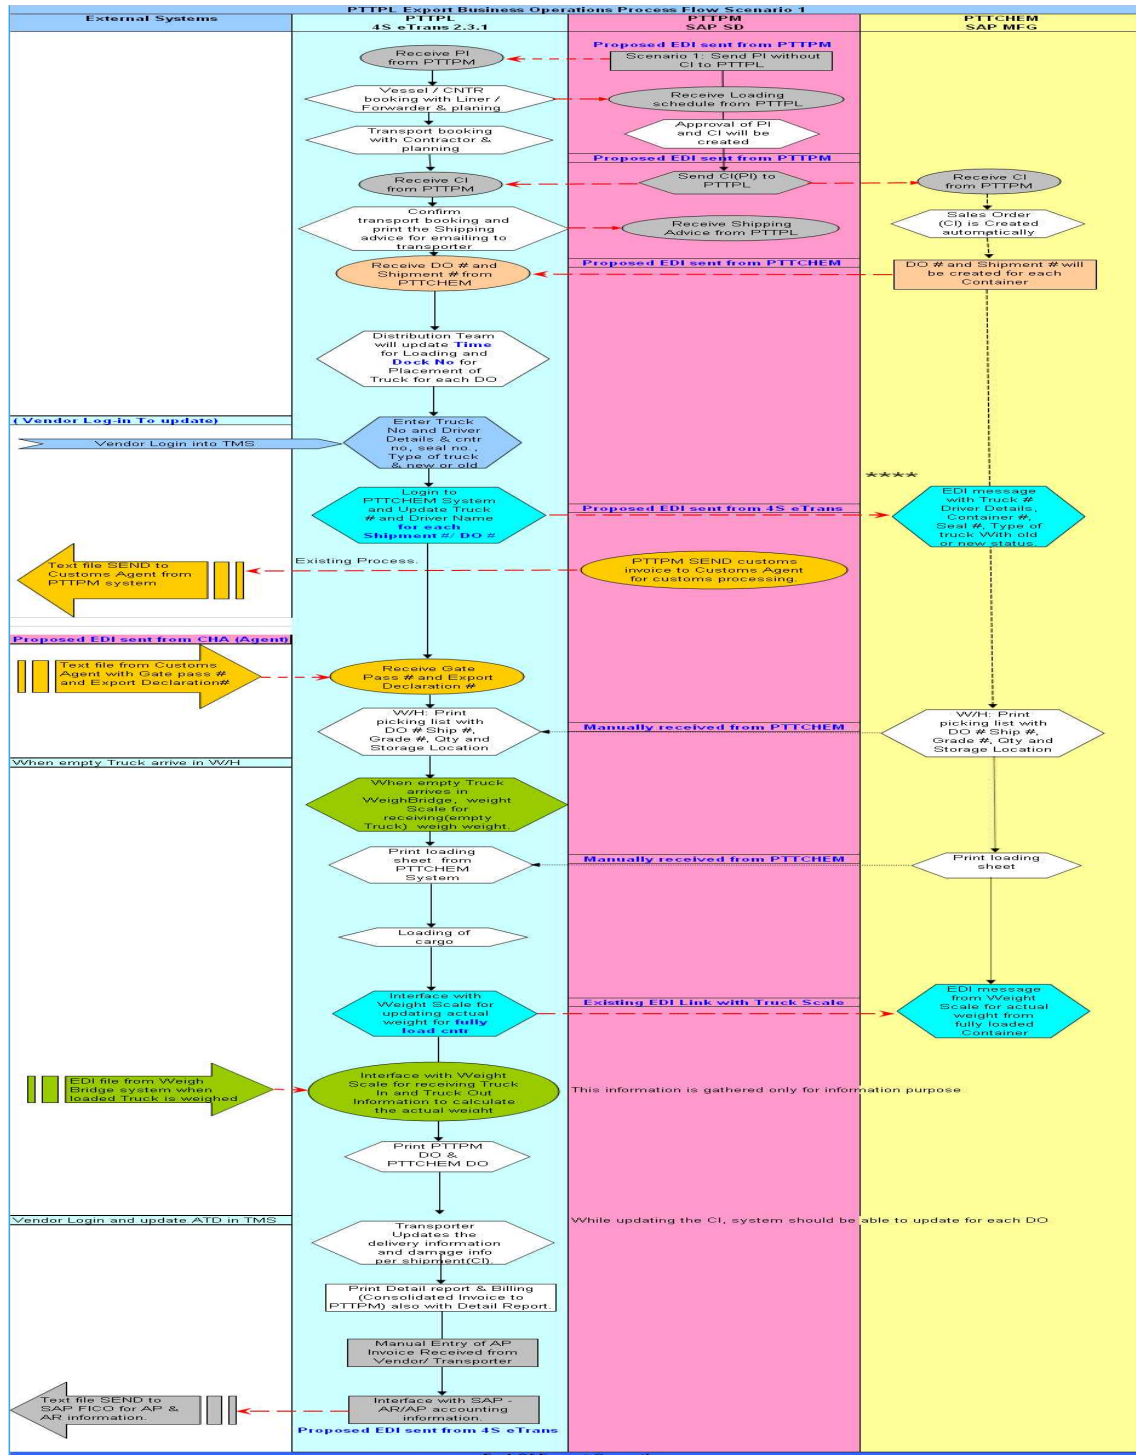 PTTPL Export Business Operations Process Flow Scenario 1
External Systems
PTTPL
4S eTrans 2.3.1
PTTPM
SAP SD
PTTCHEM
SAP MFG
Proposed EDI sent from PTTPM
Receive PI
from PTTPM
Scenario 1: Send PI without
CI to PTTPL
Vessel / CNTR
booking with Liner /
Forwarder & planing
Receive Loading
schedule from PTTPL
Transport booking
with Contractor &
planning
Approval of PI
and CI will be
created
Proposed EDI sent from PTTPM
Receive CI
from PTTPM
Send CI(PI) to
PTTPL
Receive CI
from PTTPM
Confirm
transport booking and
print the Shipping
advice for emailing to
transporter
Receive Shipping
Advice from PTTPL
Sales Order
(CI) is Created
automatically
Receive DO # and
Shipment # from
PTTCHEM
Proposed EDI sent from PTTCHEM
DO # and Shipment # will
be created for each
Container
Distribution Team
will update Time
for Loading and
Dock No for
Placement of
Truck for each DO
( Vendor Log-in To update)
Vendor Login into TMS
Enter Truck
No and Driver
Details & cntr
no, seal no.,
Type of truck
& new or old
****
Login to
PTTCHEM System
and Update Truck
# and Driver Name
for each
Shipment #/ DO #
Proposed EDI sent from 4S eTrans
EDI message
with Truck #
Driver Details,
Container #,
Seal #, Type of
truck With old
or new status.
Text file SEND to
Customs Agent from
PTTPM system
Existing Process.
PTTPM SEND customs
invoice to Customs Agent
for customs processing.
Proposed EDI sent from CHA (Agent)
Text file from Customs
Agent with Gate pass #
and Export Declaration#
Receive Gate
Pass # and Export
Declaration #
W/H: Print
picking list with
DO # Ship #,
Grade #, Qty and
Storage Location
Manually received from PTTCHEM
W/H: Print
picking list with
DO # Ship #,
Grade #, Qty and
Storage Location
When empty Truck arrive in W/H
When empty Truck
arrives in
WeighBridge, weight
Scale for
receiving(empty
Truck) weigh weight.
Print loading
sheet from
PTTCHEM
System
Manually received from PTTCHEM
Print loading
sheet
Loading of
cargo
Interface with
Weight Scale for
updating actual
weight for fully
load cntr
Existing EDI Link with Truck Scale
EDI message
from Weight
Scale for actual
weight from
fully loaded
Container
EDI file from Weigh
Bridge system when
loaded Truck is weighed
Interface with Weight
Scale for receiving Truck
In and Truck Out
Information to calculate
the actual weight
This information is gathered only for information purpose
Print PTTPM
DO &
PTTCHEM DO
Vendor Login and update ATD in TMS
While updating the CI, system should be able to update for each DO
Transporter
Updates the
delivery information
and damage info
per shipment(CI).
Print Detail report & Billing
(Consolidated Invoice to
PTTPM) also with Detail Report.
Manual Entry of AP
Invoice Received from
Vendor/ Transporter
Text file SEND to
SAP FICO for AP &
AR information.
Interface with SAP -
AR/AP accounting
information.
Proposed EDI sent from 4S eTrans